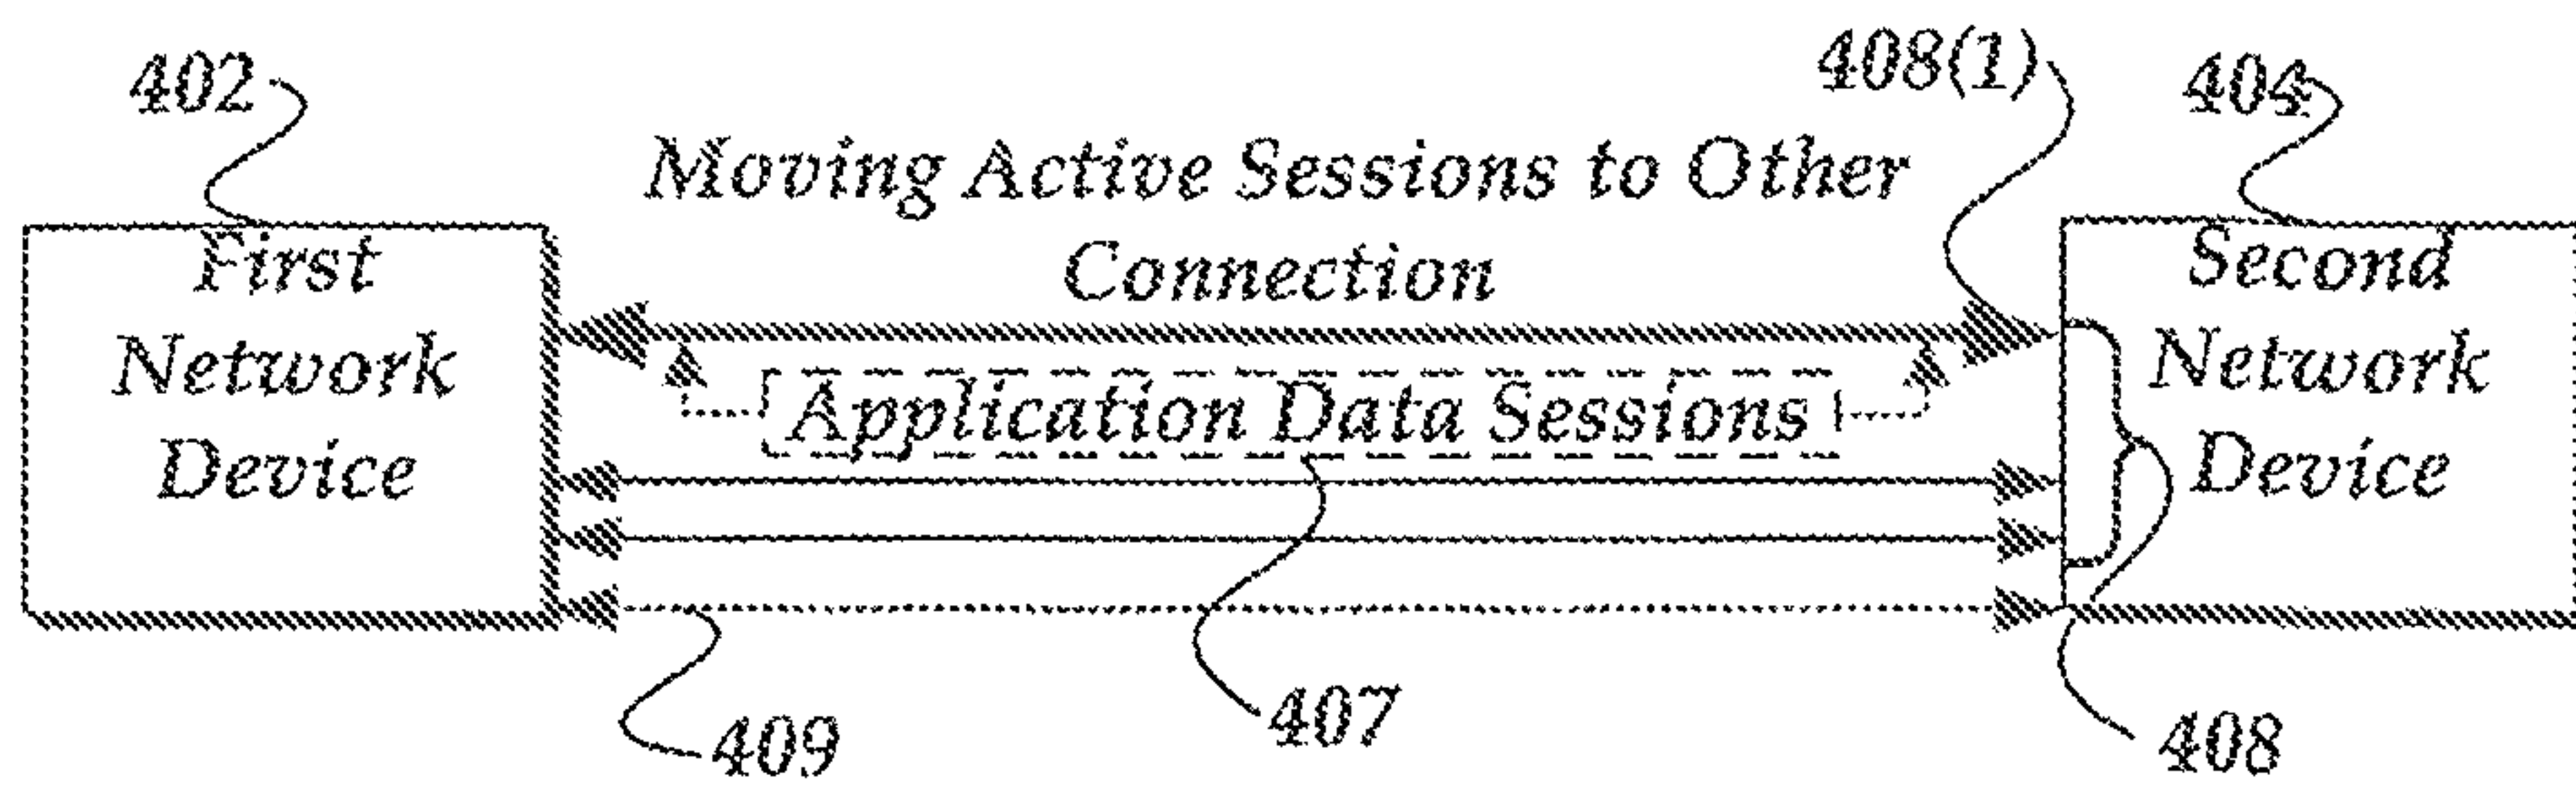 402
408(1)
404
Moving Active Sessions to Other
Connection
First
Network
Device
Second
Network
Device
Application Data Sessions
409
407
408